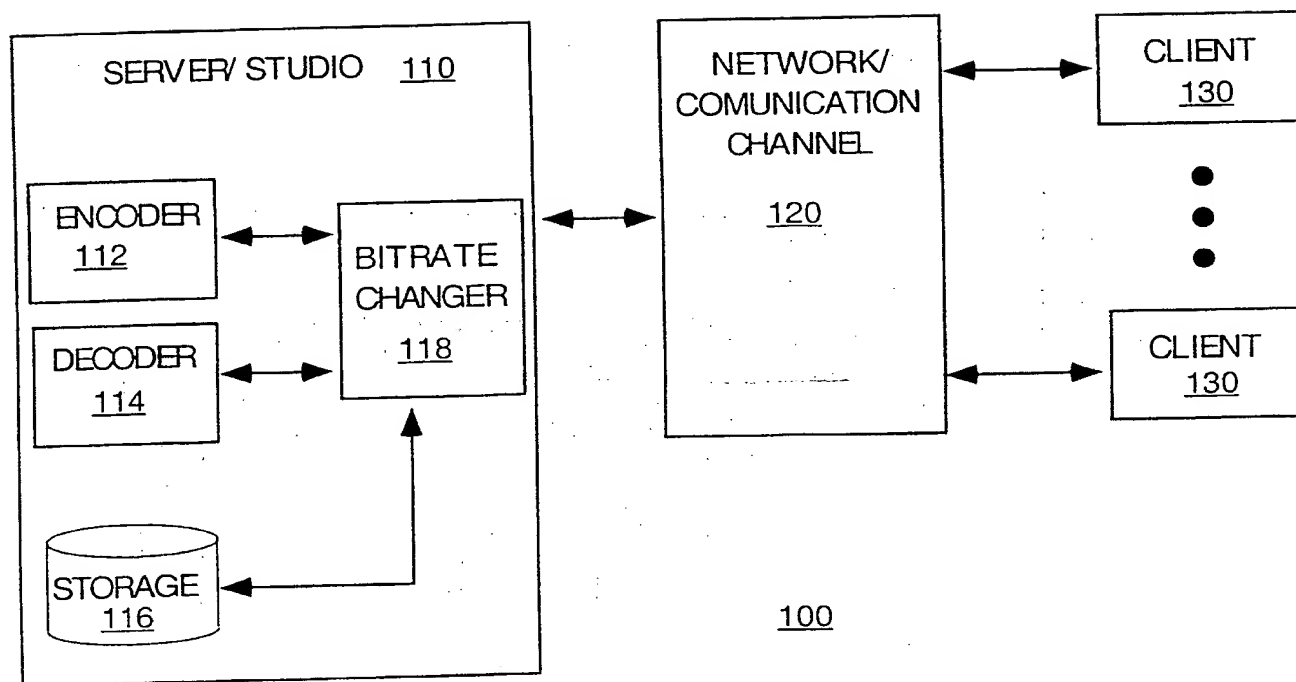 SERVER/ STUDIO 110
ENCODER
112
DECODER
114
STORAGE
116
BITRATE
CHANGER
118
NETWORK/
COMUNICATION
CHANNEL
120
CLIENT
130
CLIENT
130
100